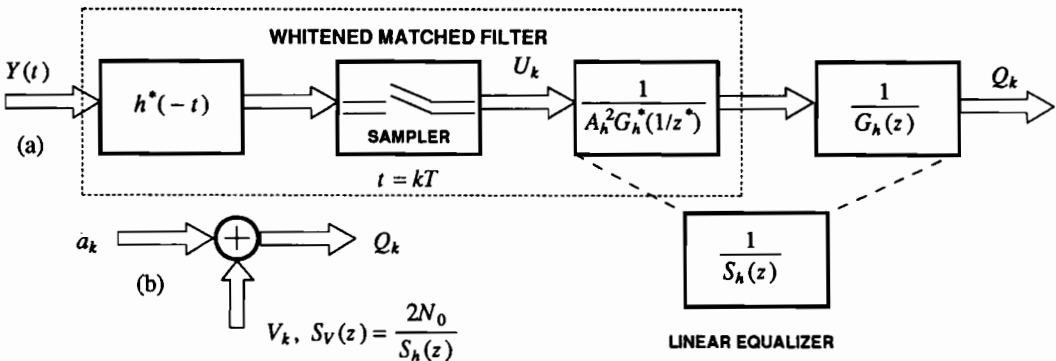 WHITENED MATCHED FILTER
Y(t)
h*(−t)
SAMPLER
U_k
1/(A_h^2 G_h*(1/z*))
1/G_h(z)
Q_k
(a)
t = kT
a_k
+
Q_k
(b)
V_k, S_V(z) = 2N_0/S_h(z)
1/S_h(z)
LINEAR EQUALIZER